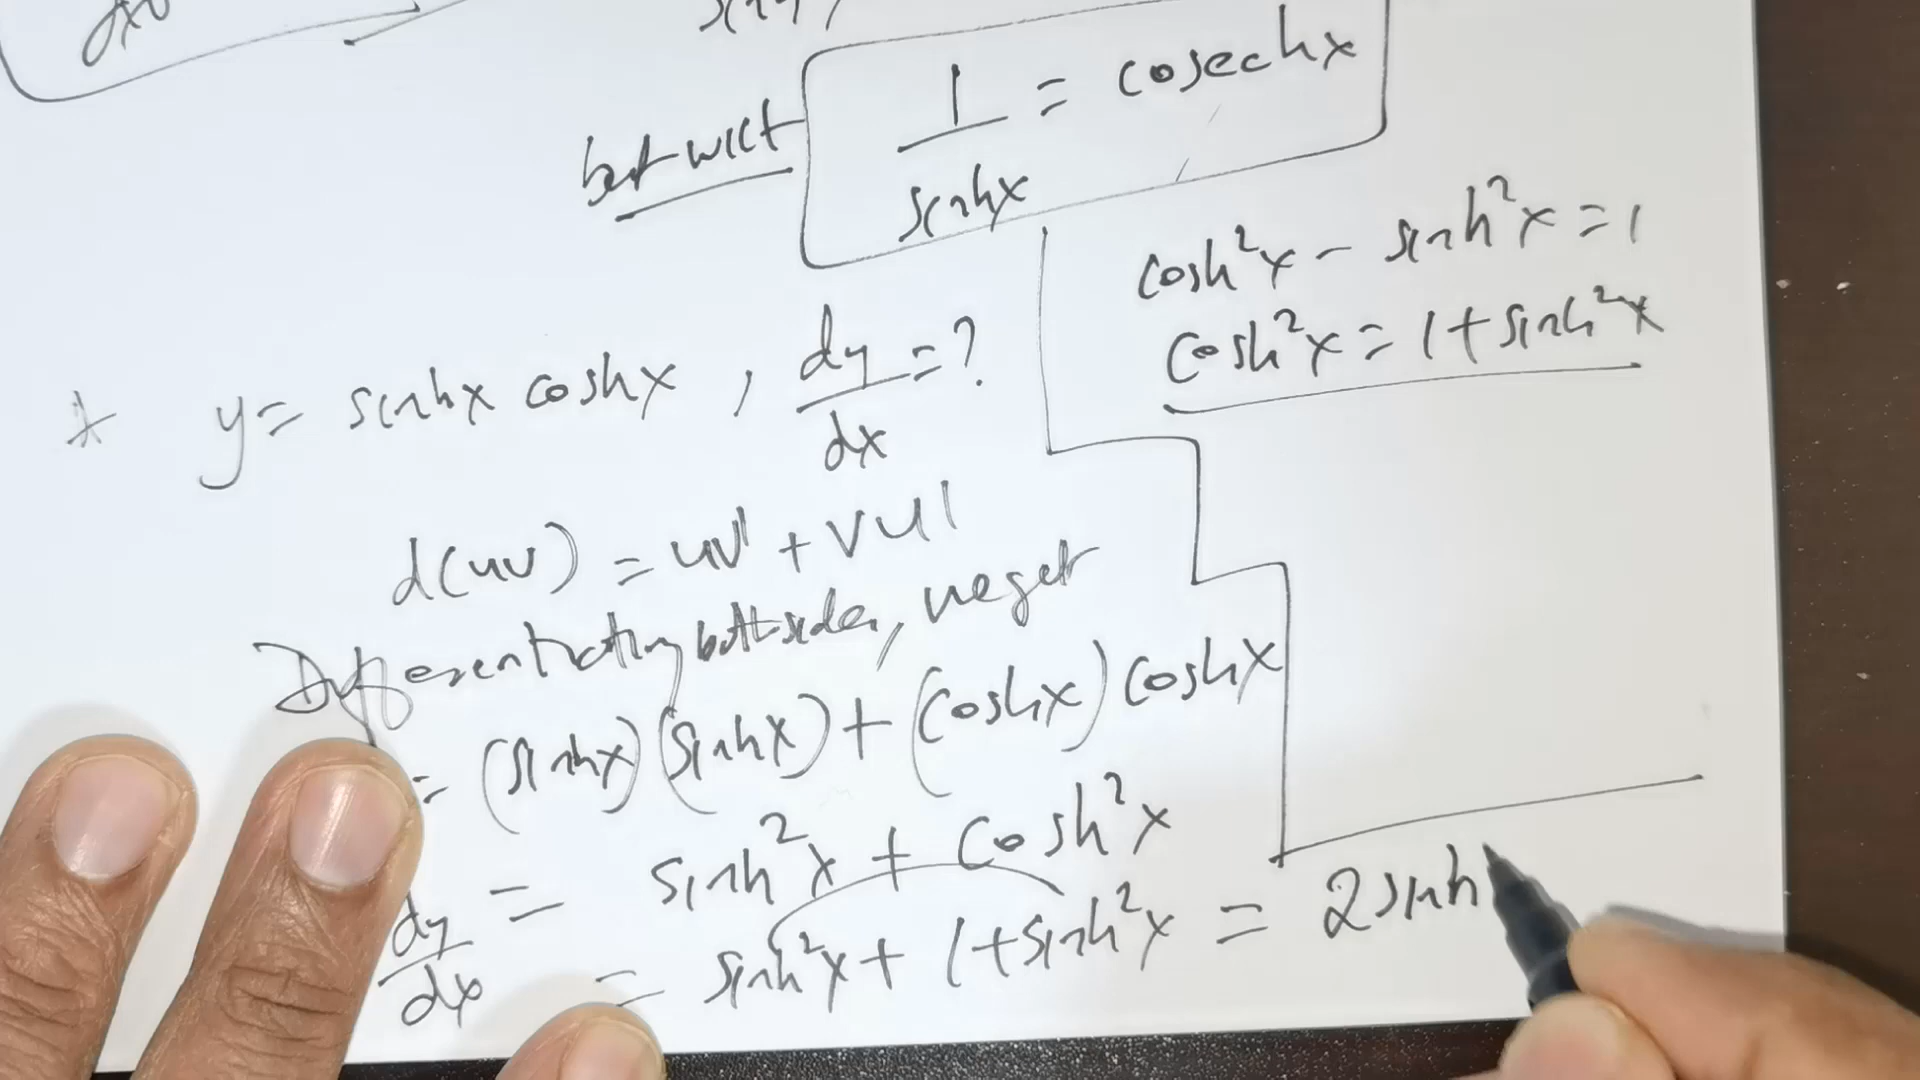 1/sinhx = cosechx
cosh²x - sinh²x = 1
cosh²x = 1 + sinh²x
y = sinhx coshx , dy/dx = ?
d(uv) = uv' + vu'
Differentiating both sides, we get
= (sinhx)(sinhx) + (coshx) coshx
dy/dx = sinh²x + cosh²x
= sinh²x + 1 + sinh²x = 2sinh